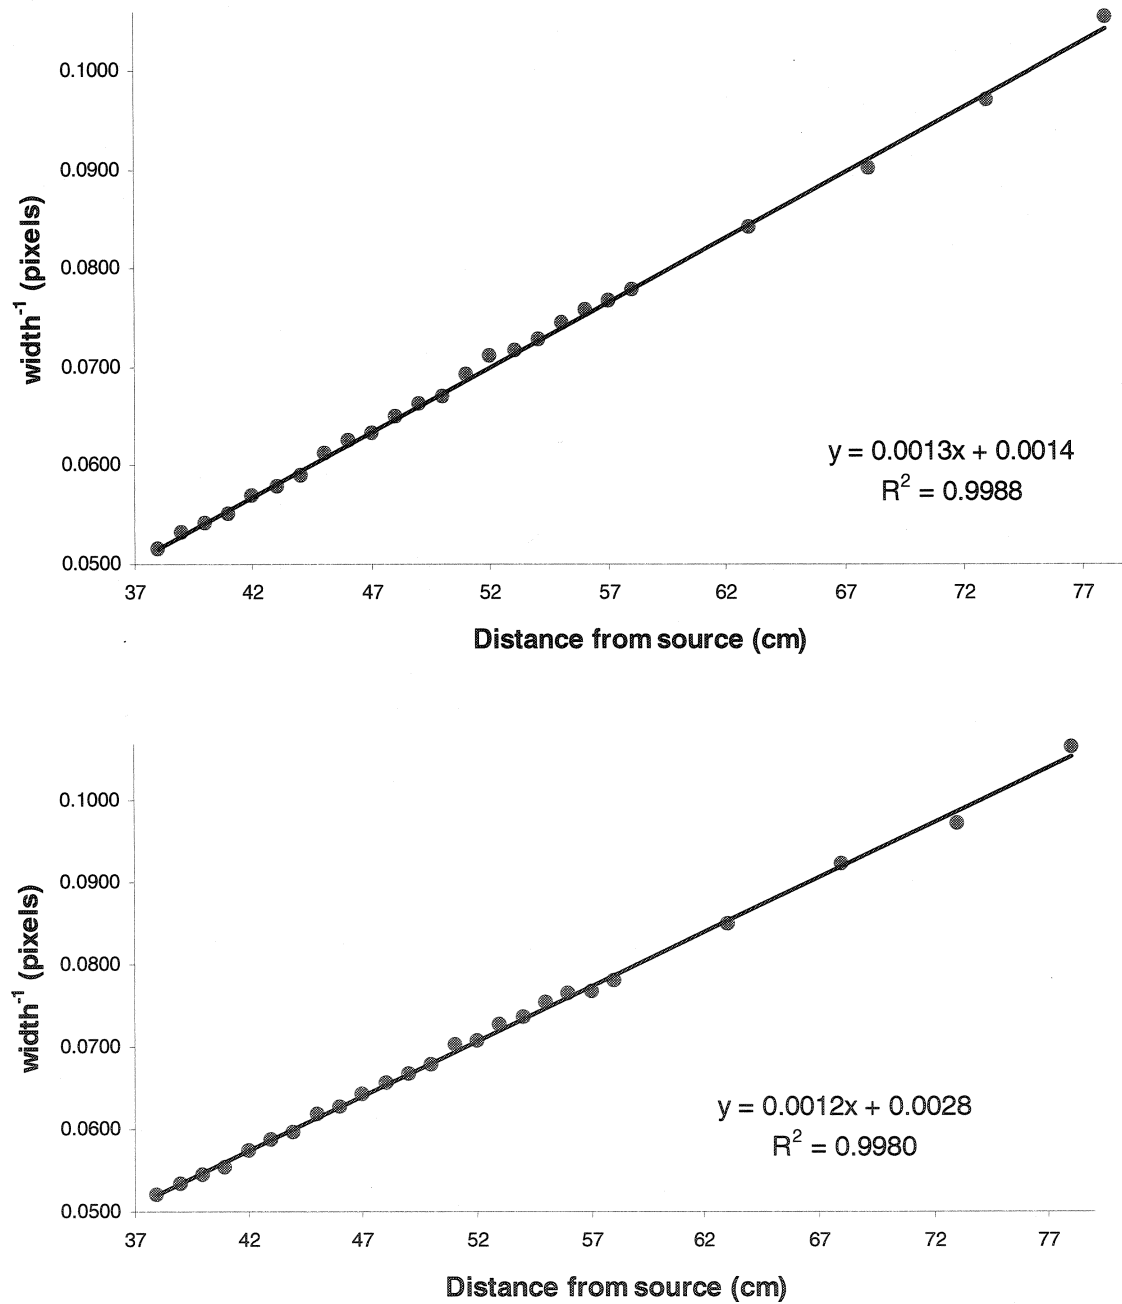 0.1000
0.0900
0.0800
0.0700
0.0600
0.0500
width⁻¹ (pixels)
y = 0.0013x + 0.0014
R² = 0.9988
37 42 47 52 57 62 67 72 77
Distance from source (cm)
0.1000
0.0900
0.0800
0.0700
0.0600
0.0500
width⁻¹ (pixels)
y = 0.0012x + 0.0028
R² = 0.9980
37 42 47 52 57 62 67 72 77
Distance from source (cm)